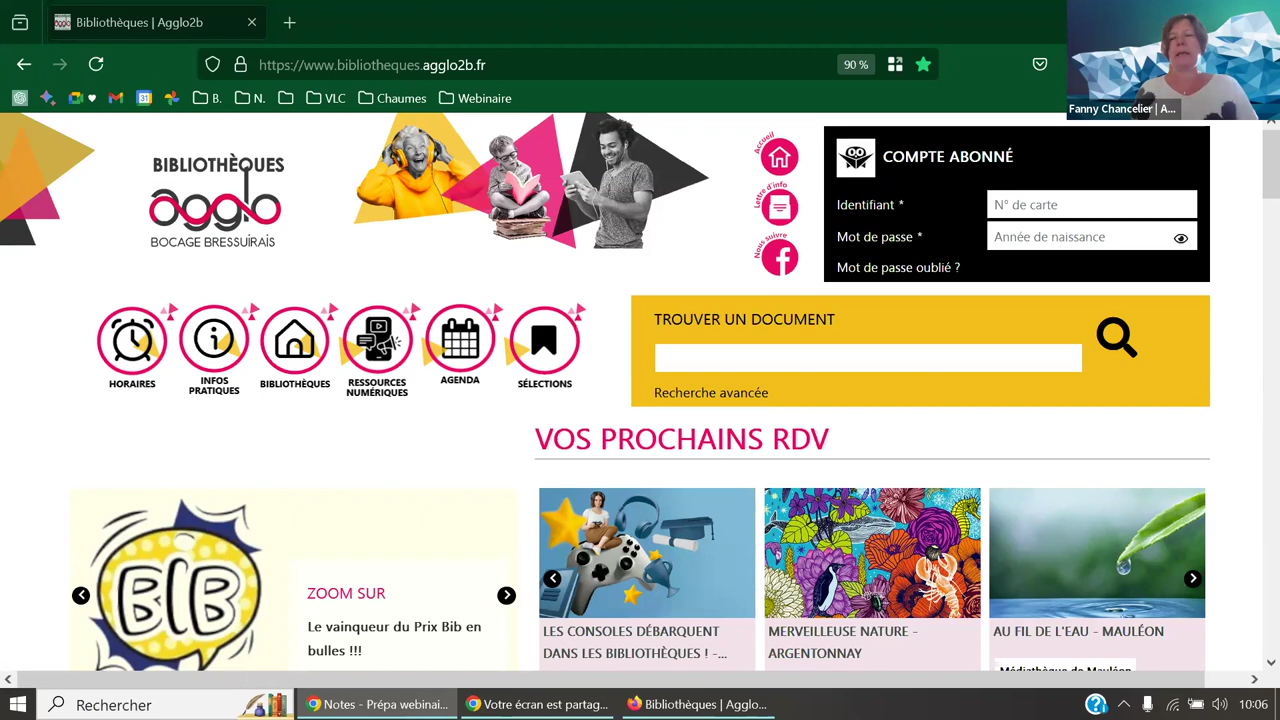 Bibliothèques | Agglo2b
https://www.bibliotheques.agglo2b.fr
90 %
B.
N.
VLC
Chaumes
Webinaire
Fanny Chancelier | A...
BIBLIOTHÈQUES
agglo
BOCAGE BRESSUIRAIS
Accueil
Lettre d'info
Nous suivre
COMPTE ABONNÉ
Identifiant *
N° de carte
Mot de passe *
Année de naissance
Mot de passe oublié ?
HORAIRES
INFOS
PRATIQUES
BIBLIOTHÈQUES
RESSOURCES
NUMÉRIQUES
AGENDA
SÉLECTIONS
TROUVER UN DOCUMENT
Recherche avancée
VOS PROCHAINS RDV
BIB
ZOOM SUR
Le vainqueur du Prix Bib en
bulles !!!
LES CONSOLES DÉBARQUENT
DANS LES BIBLIOTHÈQUES ! -...
MERVEILLEUSE NATURE -
ARGENTONNAY
AU FIL DE L'EAU - MAULÉON
Médiathèque de Mauléon
Rechercher
Notes - Prépa webinai...
Votre écran est partag...
Bibliothèques | Agglo...
10:06